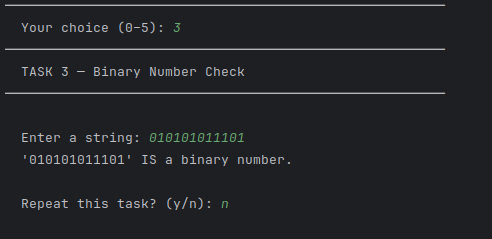 Your choice (0-5): 3
TASK 3 — Binary Number Check
Enter a string: 010101011101
'010101011101' IS a binary number.
Repeat this task? (y/n): n